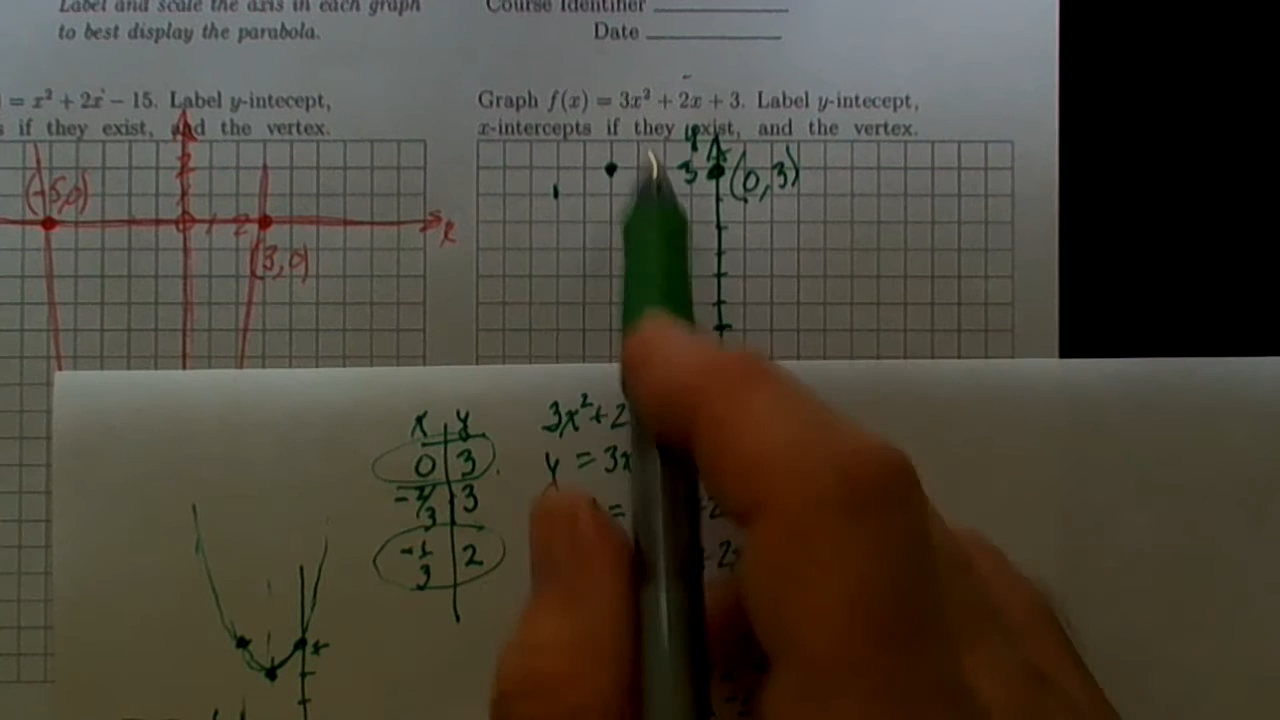 Label and scale the axis in each graph
to best display the parabola.
Course Identifier
Date
= x² + 2x - 15. Label y-intecept,
if they exist, and the vertex.
(-5,0)
2
1 2
x
(3,0)
Graph f(x) = 3x² + 2x + 3. Label y-intecept,
x-intercepts if they exist, and the vertex.
y
3 (0,3)
x y
0 3
-2/3 3
-1/3 2
3x²+2
y = 3x
=